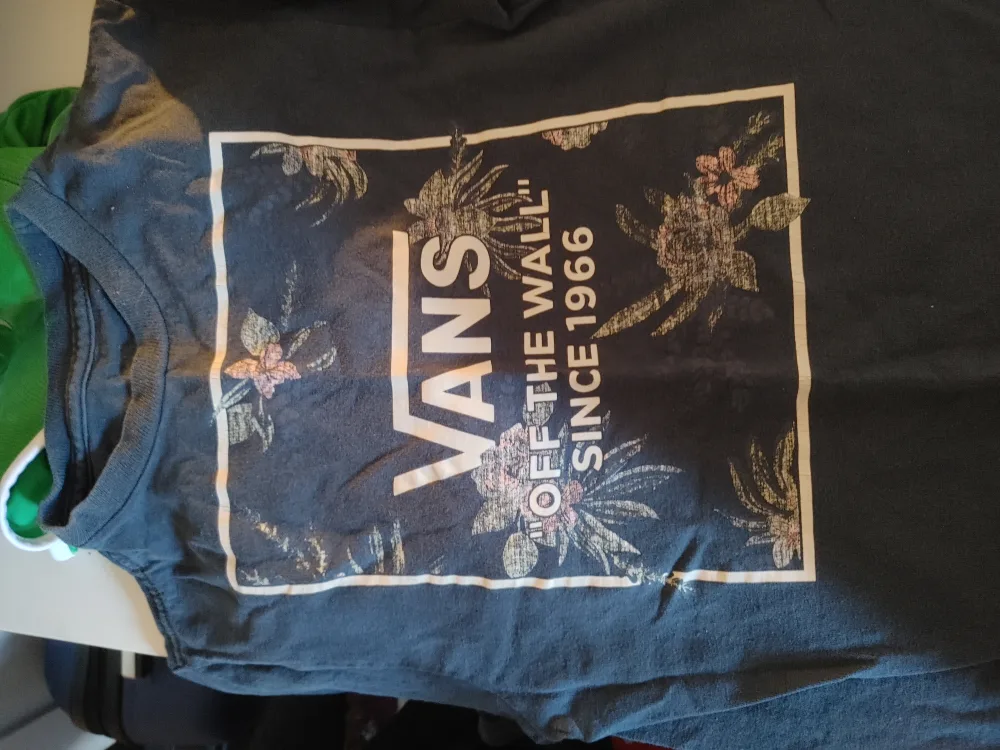 VANS
"OFF THE WALL"
SINCE 1966